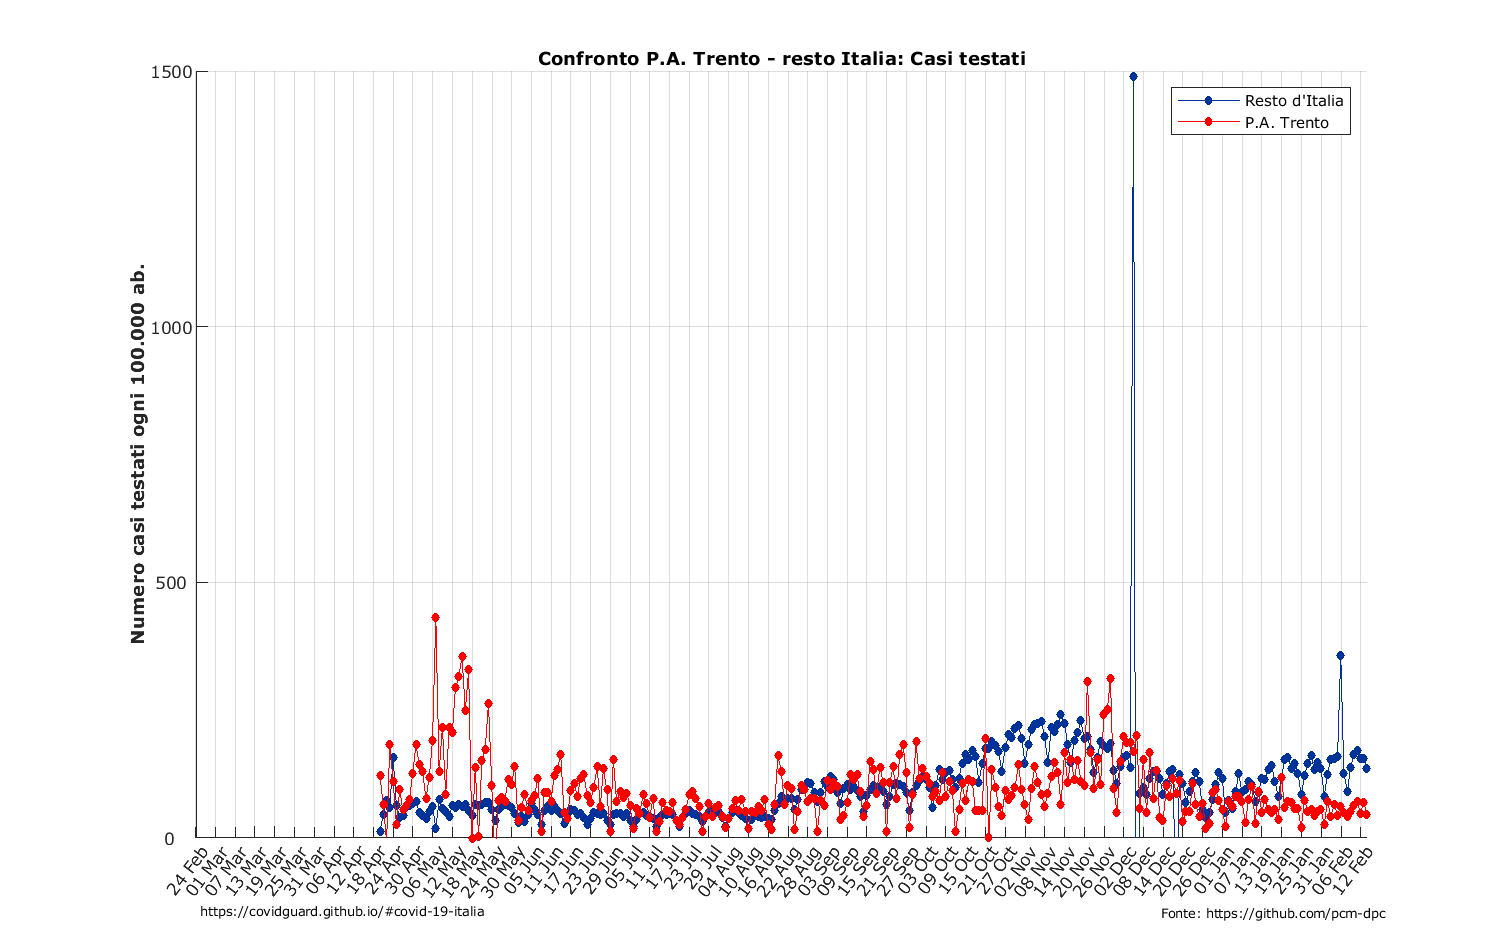 Confronto P.A. Trento - resto Italia: Casi testati
Numero casi testati ogni 100.000 ab.
1500
1000
500
0
Resto d'Italia
P.A. Trento
24 Feb
01 Mar
07 Mar
13 Mar
19 Mar
25 Mar
31 Mar
06 Apr
12 Apr
18 Apr
24 Apr
30 Apr
06 May
12 May
18 May
24 May
30 May
05 Jun
11 Jun
17 Jun
23 Jun
29 Jun
05 Jul
11 Jul
17 Jul
23 Jul
29 Jul
04 Aug
10 Aug
16 Aug
22 Aug
28 Aug
03 Sep
09 Sep
15 Sep
21 Sep
27 Sep
03 Oct
09 Oct
15 Oct
21 Oct
27 Oct
02 Nov
08 Nov
14 Nov
20 Nov
26 Nov
02 Dec
08 Dec
14 Dec
20 Dec
26 Dec
01 Jan
07 Jan
13 Jan
19 Jan
25 Jan
31 Jan
06 Feb
12 Feb
https://covidguard.github.io/#covid-19-italia
Fonte: https://github.com/pcm-dpc